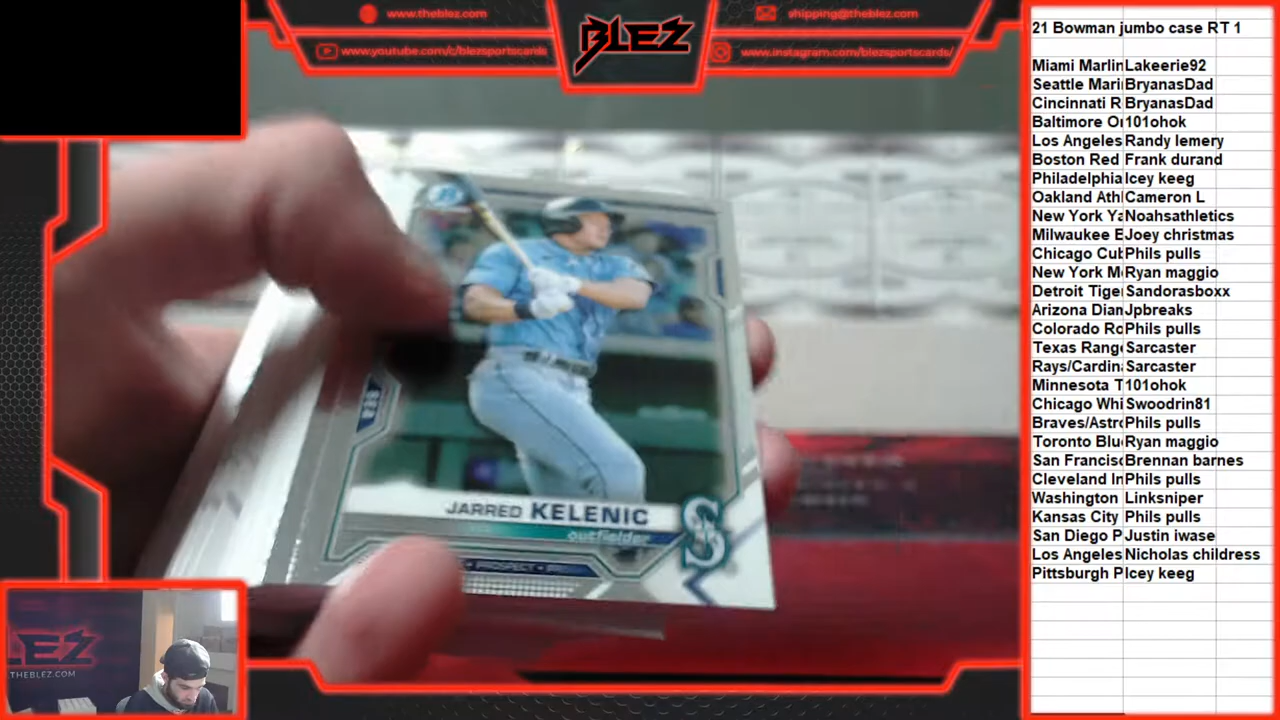 www.theblez.com
shipping@theblez.com
BLEZ
www.youtube.com/c/blezsportscards
www.instagram.com/blezsportscards/
JARRED KELENIC
outfielder
PROSPECT
S
LEZ
THEBLEZ.COM
21 Bowman jumbo case RT 1
Miami Marlin Lakeerie92
Seattle Mari BryanasDad
Cincinnati R BryanasDad
Baltimore O 101ohok
Los Angeles Randy lemery
Boston Red Frank durand
Philadelphia Icey keeg
Oakland Ath Cameron L
New York Ya Noahsathletics
Milwaukee E Joey christmas
Chicago Cub Phils pulls
New York M Ryan maggio
Detroit Tige Sandorasboxx
Arizona Dian Jpbreaks
Colorado Ro Phils pulls
Texas Range Sarcaster
Rays/Cardin Sarcaster
Minnesota T 101ohok
Chicago Whi Swoodrin81
Braves/Astro Phils pulls
Toronto Blu Ryan maggio
San Francisc Brennan barnes
Cleveland In Phils pulls
Washington Linksniper
Kansas City Phils pulls
San Diego P Justin iwase
Los Angeles Nicholas childress
Pittsburgh P Icey keeg